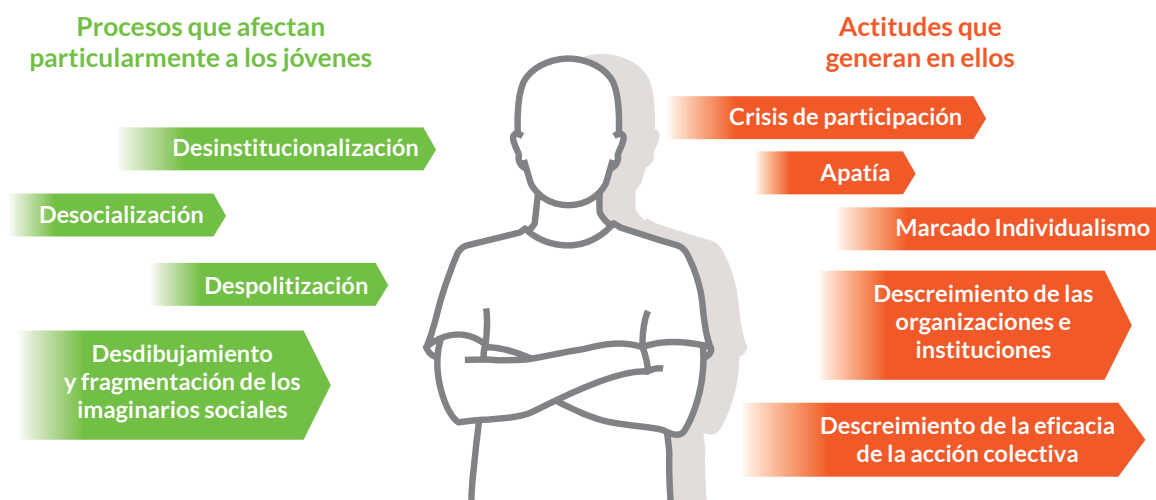 Procesos que afectan
particularmente a los jóvenes
Desinstitucionalización
Desocialización
Despolitización
Desdibujamiento
y fragmentación de los
imaginarios sociales
Actitudes que
generan en ellos
Crisis de participación
Apatía
Marcado Individualismo
Descreimiento de las
organizaciones e
instituciones
Descreimiento de la eficacia
de la acción colectiva